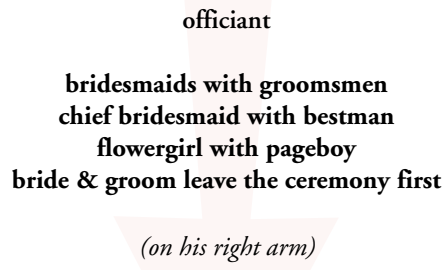 officiant
bridesmaids with groomsmen
chief bridesmaid with bestman
flowergirl with pageboy
bride & groom leave the ceremony first
(on his right arm)